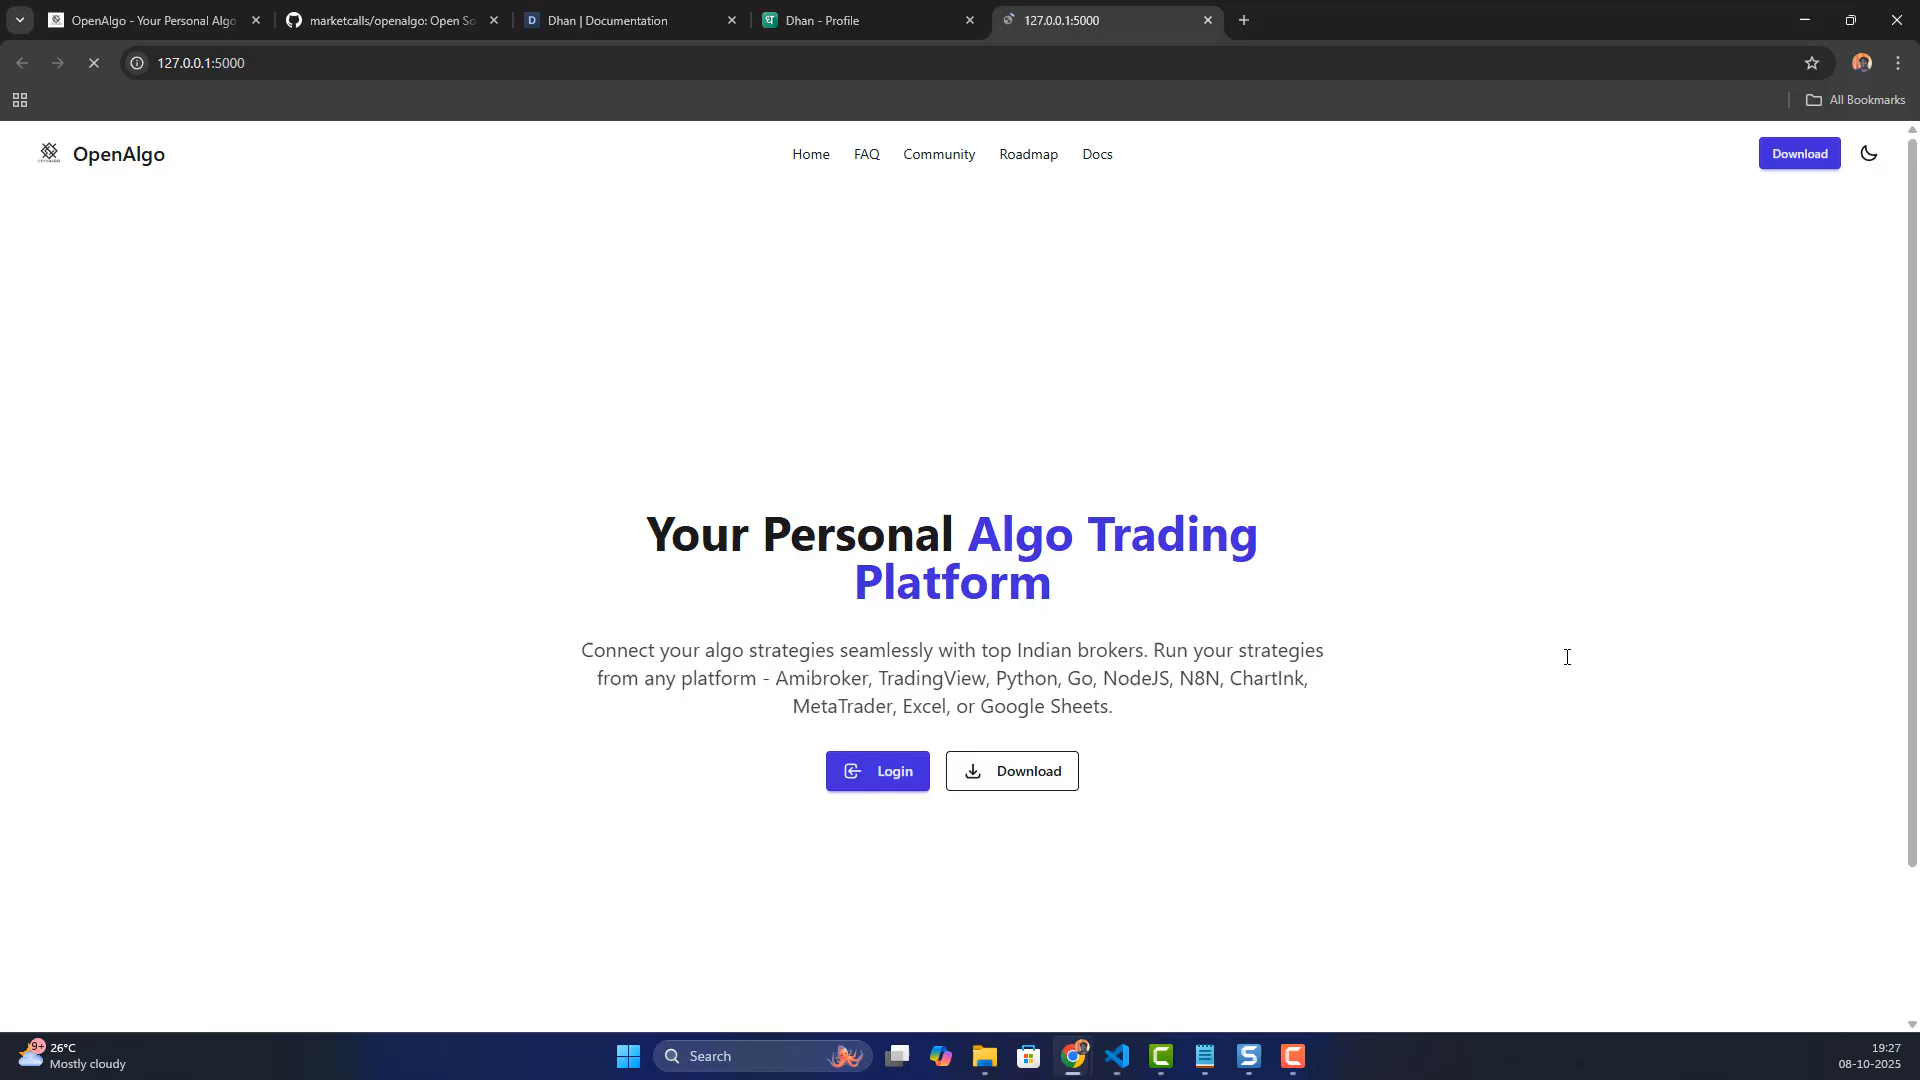 OpenAlgo - Your Personal Algo
marketcalls/openalgo: Open So
Dhan | Documentation
Dhan - Profile
127.0.0.1:5000
127.0.0.1:5000
All Bookmarks
OpenAlgo
Home
FAQ
Community
Roadmap
Docs
Download
Your Personal Algo Trading
Platform
Connect your algo strategies seamlessly with top Indian brokers. Run your strategies
from any platform - Amibroker, TradingView, Python, Go, NodeJS, N8N, ChartInk,
MetaTrader, Excel, or Google Sheets.
Login
Download
9+
26°C
Mostly cloudy
Search
19:27
08-10-2025